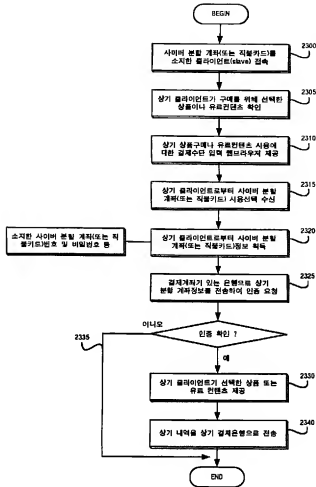 BEGIN
2300
사이버 분할 계좌(또는 직불카드)를
소지한 클라이언트(slave) 접속
2305
상기 클라이언트가 구매를 위해 선택한
상품이나 유료컨텐츠 확인
2310
상기 상품구매나 유료컨텐츠 사용에
대한 결제수단 입력 웹브라우저 제공
2315
상기 클라이언트로부터 사이버 분할
계좌(또는 직불카드) 사용선택 수신
2320
소지한 사이버 분할 계좌(또는 직
불카드)번호 및 비밀번호 등
상기 클라이언트로부터 사이버 분할
계좌(또는 직불카드)정보 획득
2325
결제계좌가 있는 은행으로 상기
분할 계좌정보를 전송하여 인증 요청
2335
아니오
인증 확인 ?
예
2330
상기 클라이언트가 선택한 상품 또는
유료 컨텐츠 제공
2340
상기 내역을 상기 결제은행으로 전송
END